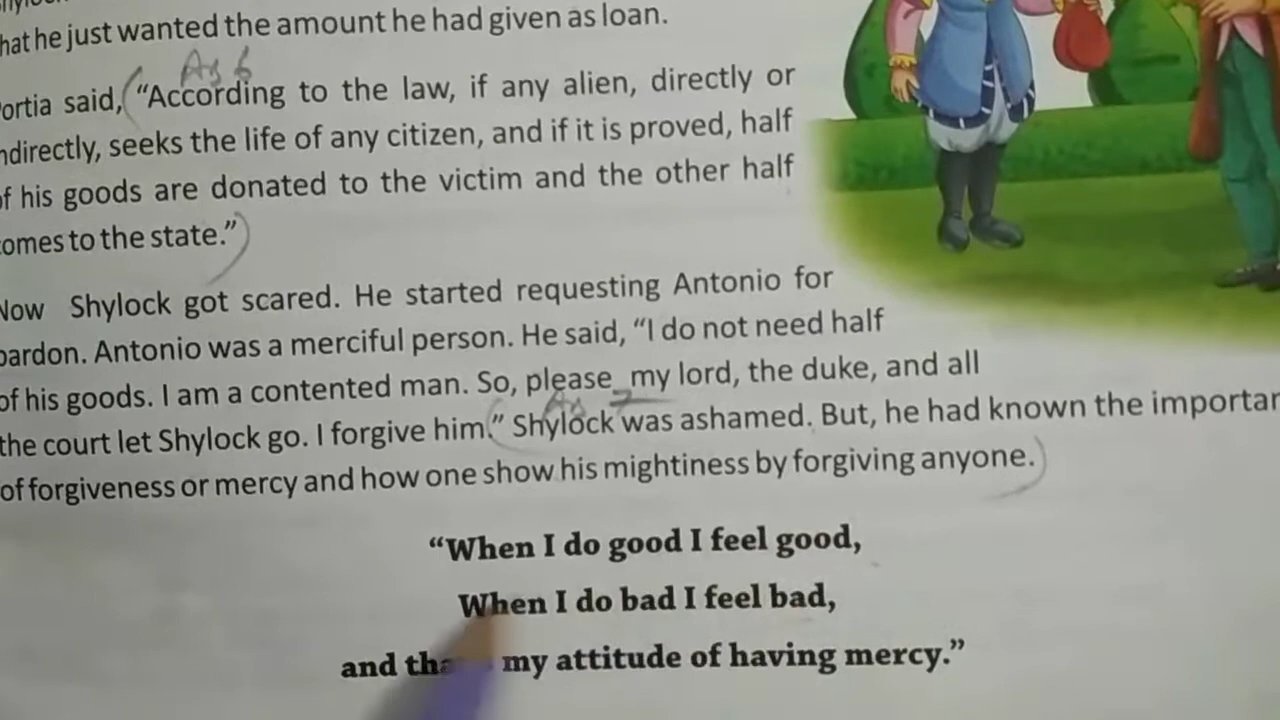 hat he just wanted the amount he had given as loan.
Ag 6
ortia said, “According to the law, if any alien, directly or
ndirectly, seeks the life of any citizen, and if it is proved, half
of his goods are donated to the victim and the other half
omes to the state.”
Now Shylock got scared. He started requesting Antonio for
pardon. Antonio was a merciful person. He said, “I do not need half
of his goods. I am a contented man. So, please my lord, the duke, and all
Ag 7
the court let Shylock go. I forgive him.” Shylock was ashamed. But, he had known the importan
of forgiveness or mercy and how one show his mightiness by forgiving anyone.
“When I do good I feel good,
When I do bad I feel bad,
and my attitude of having mercy.”